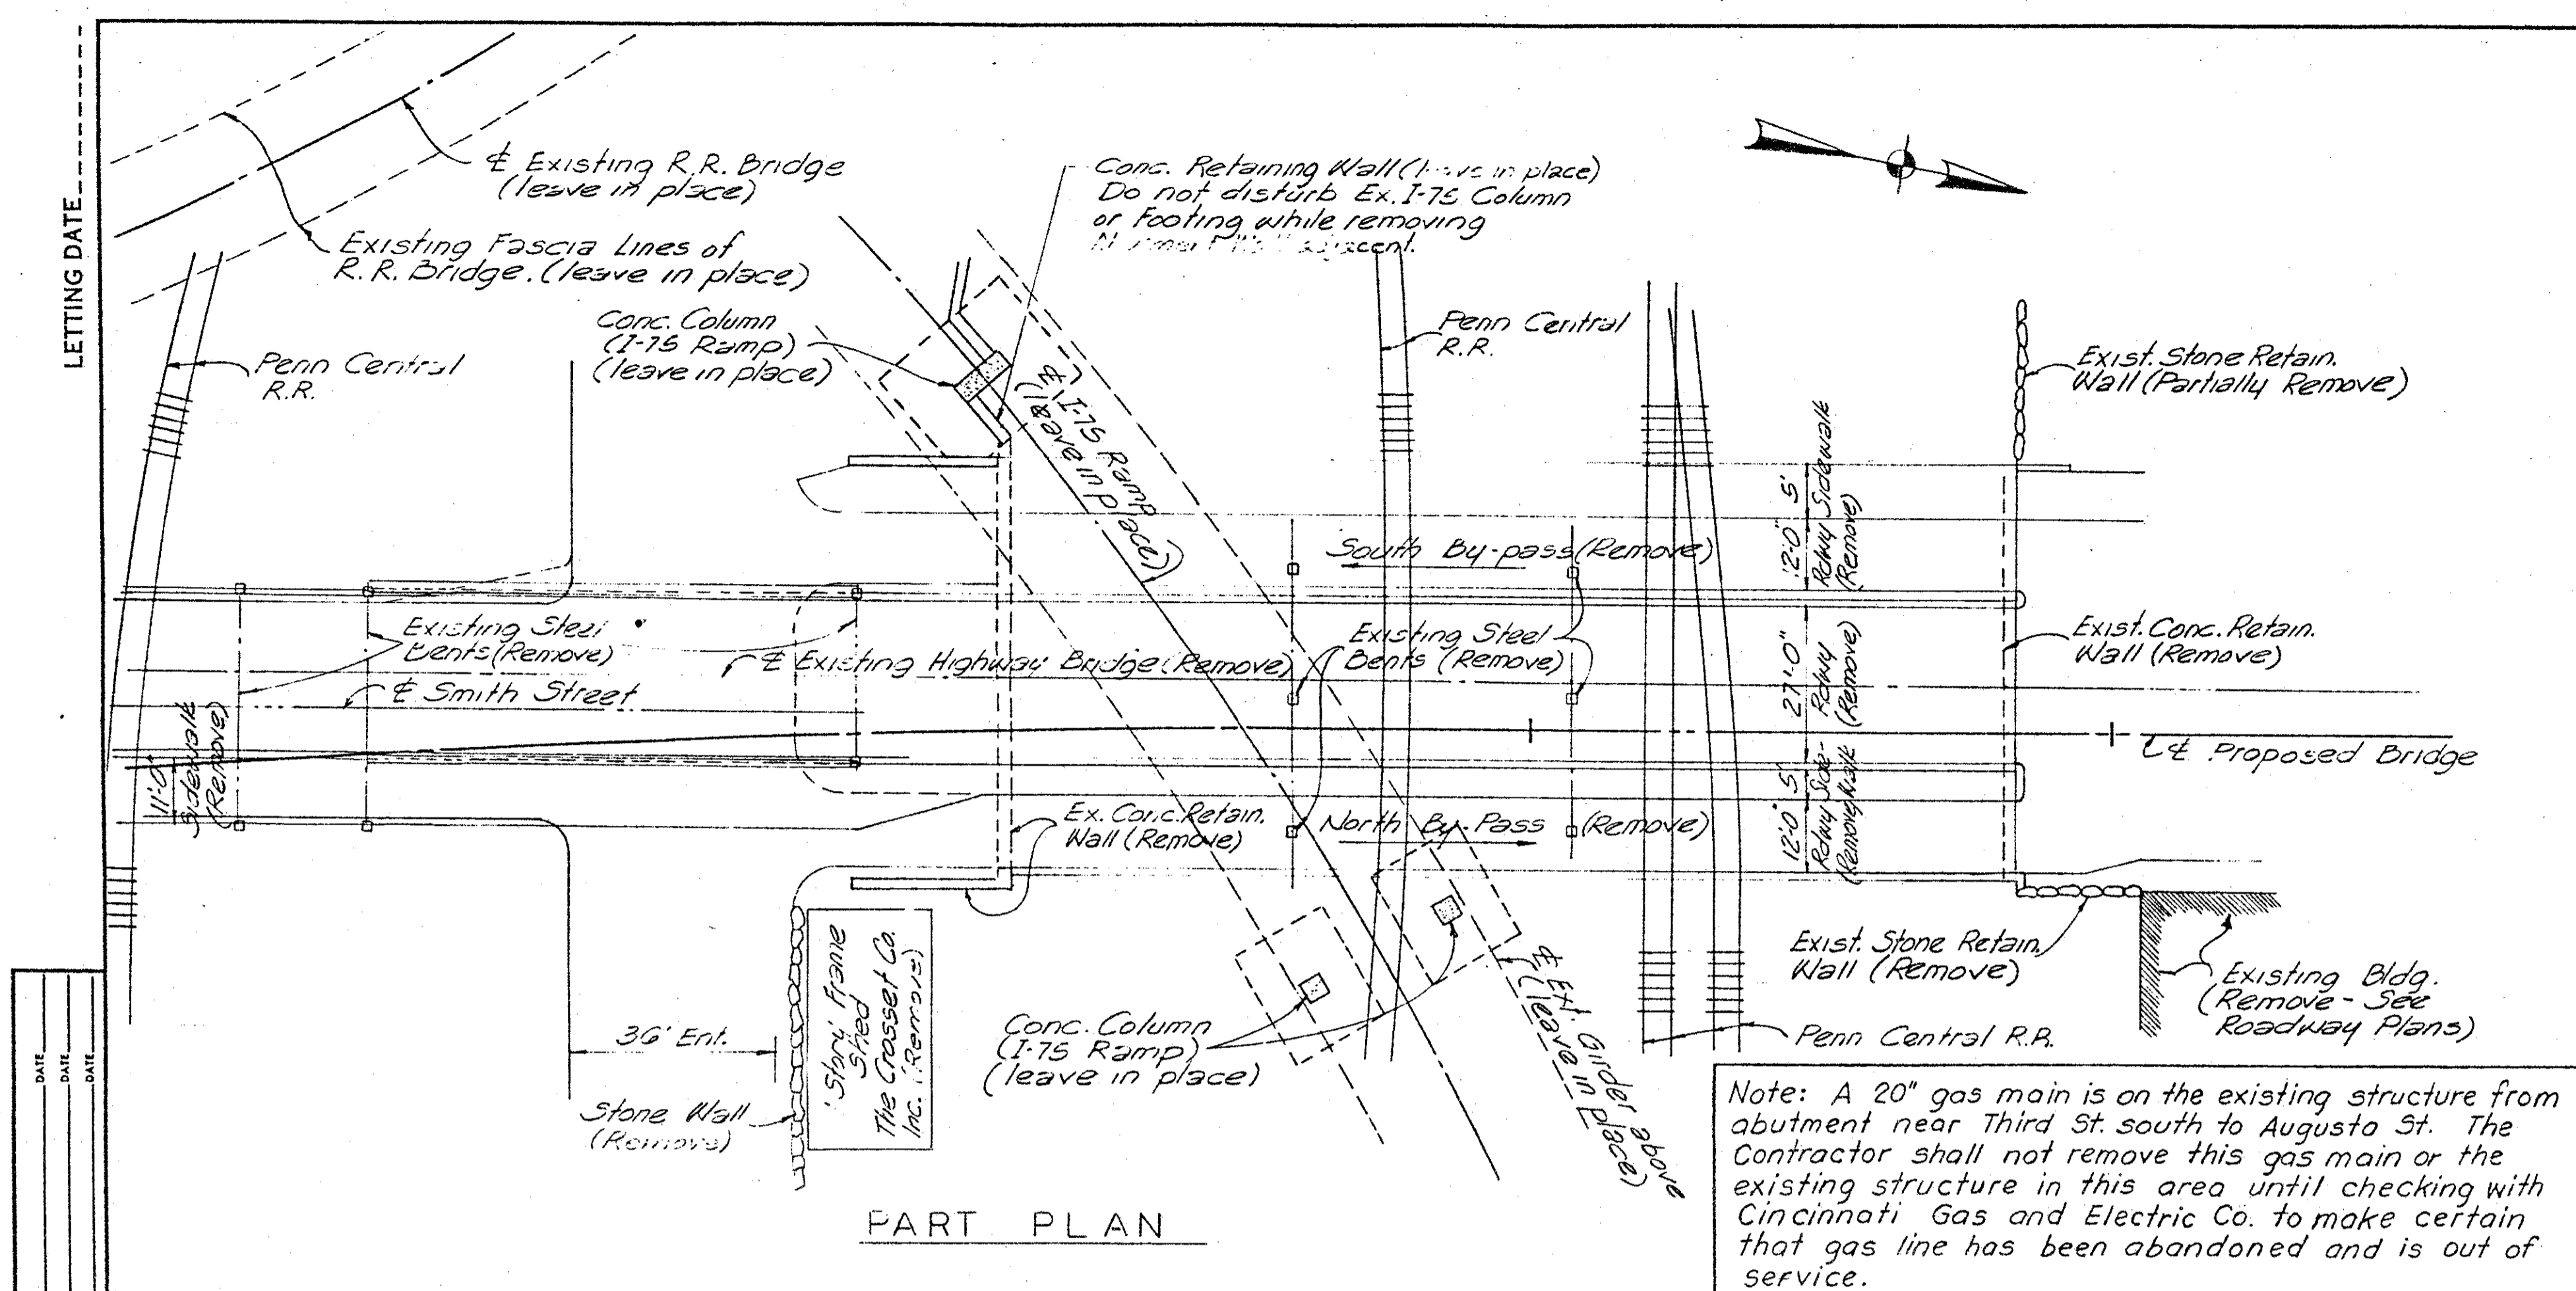 LETTING DATE
℄ Existing R.R. Bridge
(leave in place)
Existing Fascia Lines of
R.R. Bridge. (leave in place)
Penn Central
R.R.
Conc. Column
(I-75 Ramp)
(leave in place)
Conc. Retaining Wall (leave in place)
Do not disturb Ex. I-75 Column
or Footing while removing
adjacent.
℄ I-75 Ramp
(leave in place)
Penn Central
R.R.
Exist. Stone Retain.
Wall (Partially Remove)
5'
Sidewalk
12'-0"
Rdwy
(Remove)
South By-pass (Remove)
Existing Steel
Bents (Remove)
℄ Existing Highway Bridge (Remove)
Existing Steel
Bents (Remove)
27'-0"
Rdwy
(Remove)
Exist. Conc. Retain.
Wall (Remove)
℄ Smith Street
11'-0"
Sidewalk
(Remove)
℄ Proposed Bridge
Ex. Conc. Retain.
Wall (Remove)
North By-Pass (Remove)
12'-0" 5'
Rdwy Side-
(Remove) walk
Exist. Stone Retain.
Wall (Remove)
Existing Bldg.
(Remove - See
Roadway Plans)
Story Frame
Shed
The Crosset Co.
Inc. (Remove)
36' Ent.
Stone Wall
(Remove)
Conc. Column
(I-75 Ramp)
(leave in place)
℄ Ext. Girder above
(leave in place)
Penn Central R.R.
DATE
DATE
DATE
PART PLAN
Note: A 20" gas main is on the existing structure from
abutment near Third St. south to Augusta St. The
Contractor shall not remove this gas main or the
existing structure in this area until checking with
Cincinnati Gas and Electric Co. to make certain
that gas line has been abandoned and is out of
service.